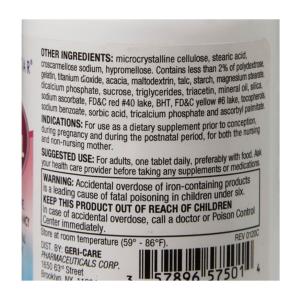 OTHER INGREDIENTS: microcrystalline cellulose, stearic acid,
croscarmellose sodium, hypromellose. Contains less than 2% of polydextrose,
gelatin, titanium dioxide, acacia, maltodextrin, talc, starch, magnesium stearate,
dicalcium phosphate, sucrose, triglycerides, triacetin, mineral oil, silica,
sodium ascorbate, FD&C red #40 lake, BHT, FD&C yellow #6 lake, tocopherol,
corn starch, sorbic acid, tricalcium phosphate and ascorbyl palmitate.
INDICATIONS: For use as a dietary supplement prior to conception,
during pregnancy and during the postnatal period, for both the nursing
and non-nursing mother.
SUGGESTED USE: For adults, one tablet daily, preferably with food. Ask
your health care provider before taking any supplements or medications.
WARNING: Accidental overdose of iron-containing products
is a leading cause of fatal poisoning in children under six.
KEEP THIS PRODUCT OUT OF REACH OF CHILDREN
In case of accidental overdose, call a doctor or Poison Control
Center immediately.
Store at room temperature (59° - 86°F).
REV 0120C
GERI-CARE
PHARMACEUTICALS CORP.
1650 63rd Street
3 57896 57501 4